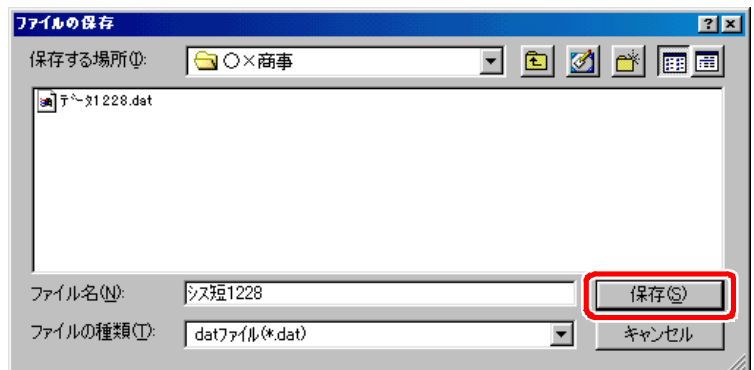 ファイルの保存
保存する場所(I):
○×商事
データ1228.dat
ファイル名(N):
シス短1228
保存(S)
ファイルの種類(T):
datファイル(*.dat)
キャンセル